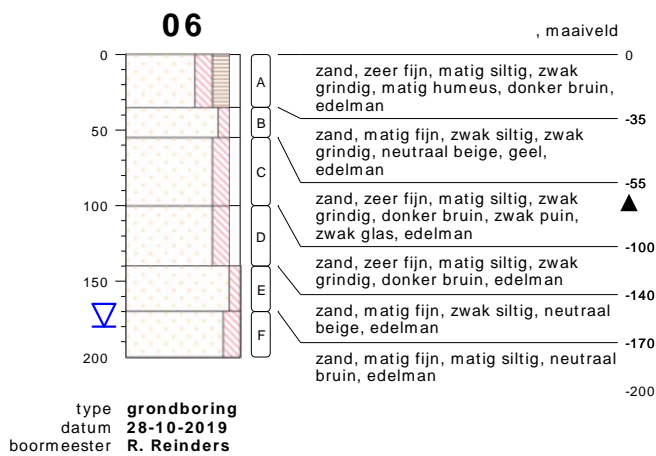 06
, maaiveld
0
0
zand, zeer fijn, matig siltig, zwak
grindig, matig humeus, donker bruin,
edelman
A
-35
B
50
zand, matig fijn, zwak siltig, zwak
grindig, neutraal beige, geel,
edelman
C
-55
100
zand, zeer fijn, matig siltig, zwak
grindig, donker bruin, zwak puin,
zwak glas, edelman
D
-100
zand, zeer fijn, matig siltig, zwak
grindig, donker bruin, edelman
150
E
-140
zand, matig fijn, zwak siltig, neutraal
beige, edelman
F
-170
200
zand, matig fijn, matig siltig, neutraal
bruin, edelman
-200
type grondboring
datum 28-10-2019
boormeester R. Reinders